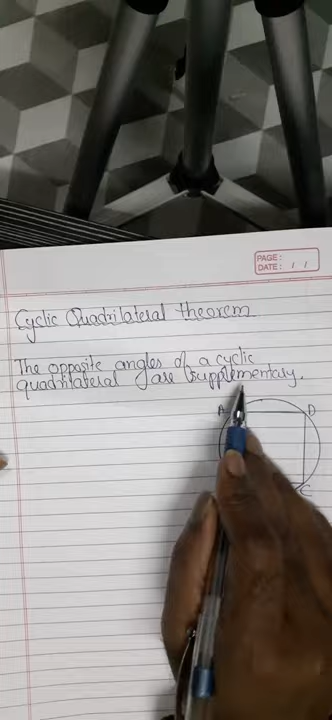 PAGE:
DATE: / /
Cyclic Quadrilateral theorem
The opposite angles of a cyclic
quadrilateral are supplementary.
A D
C